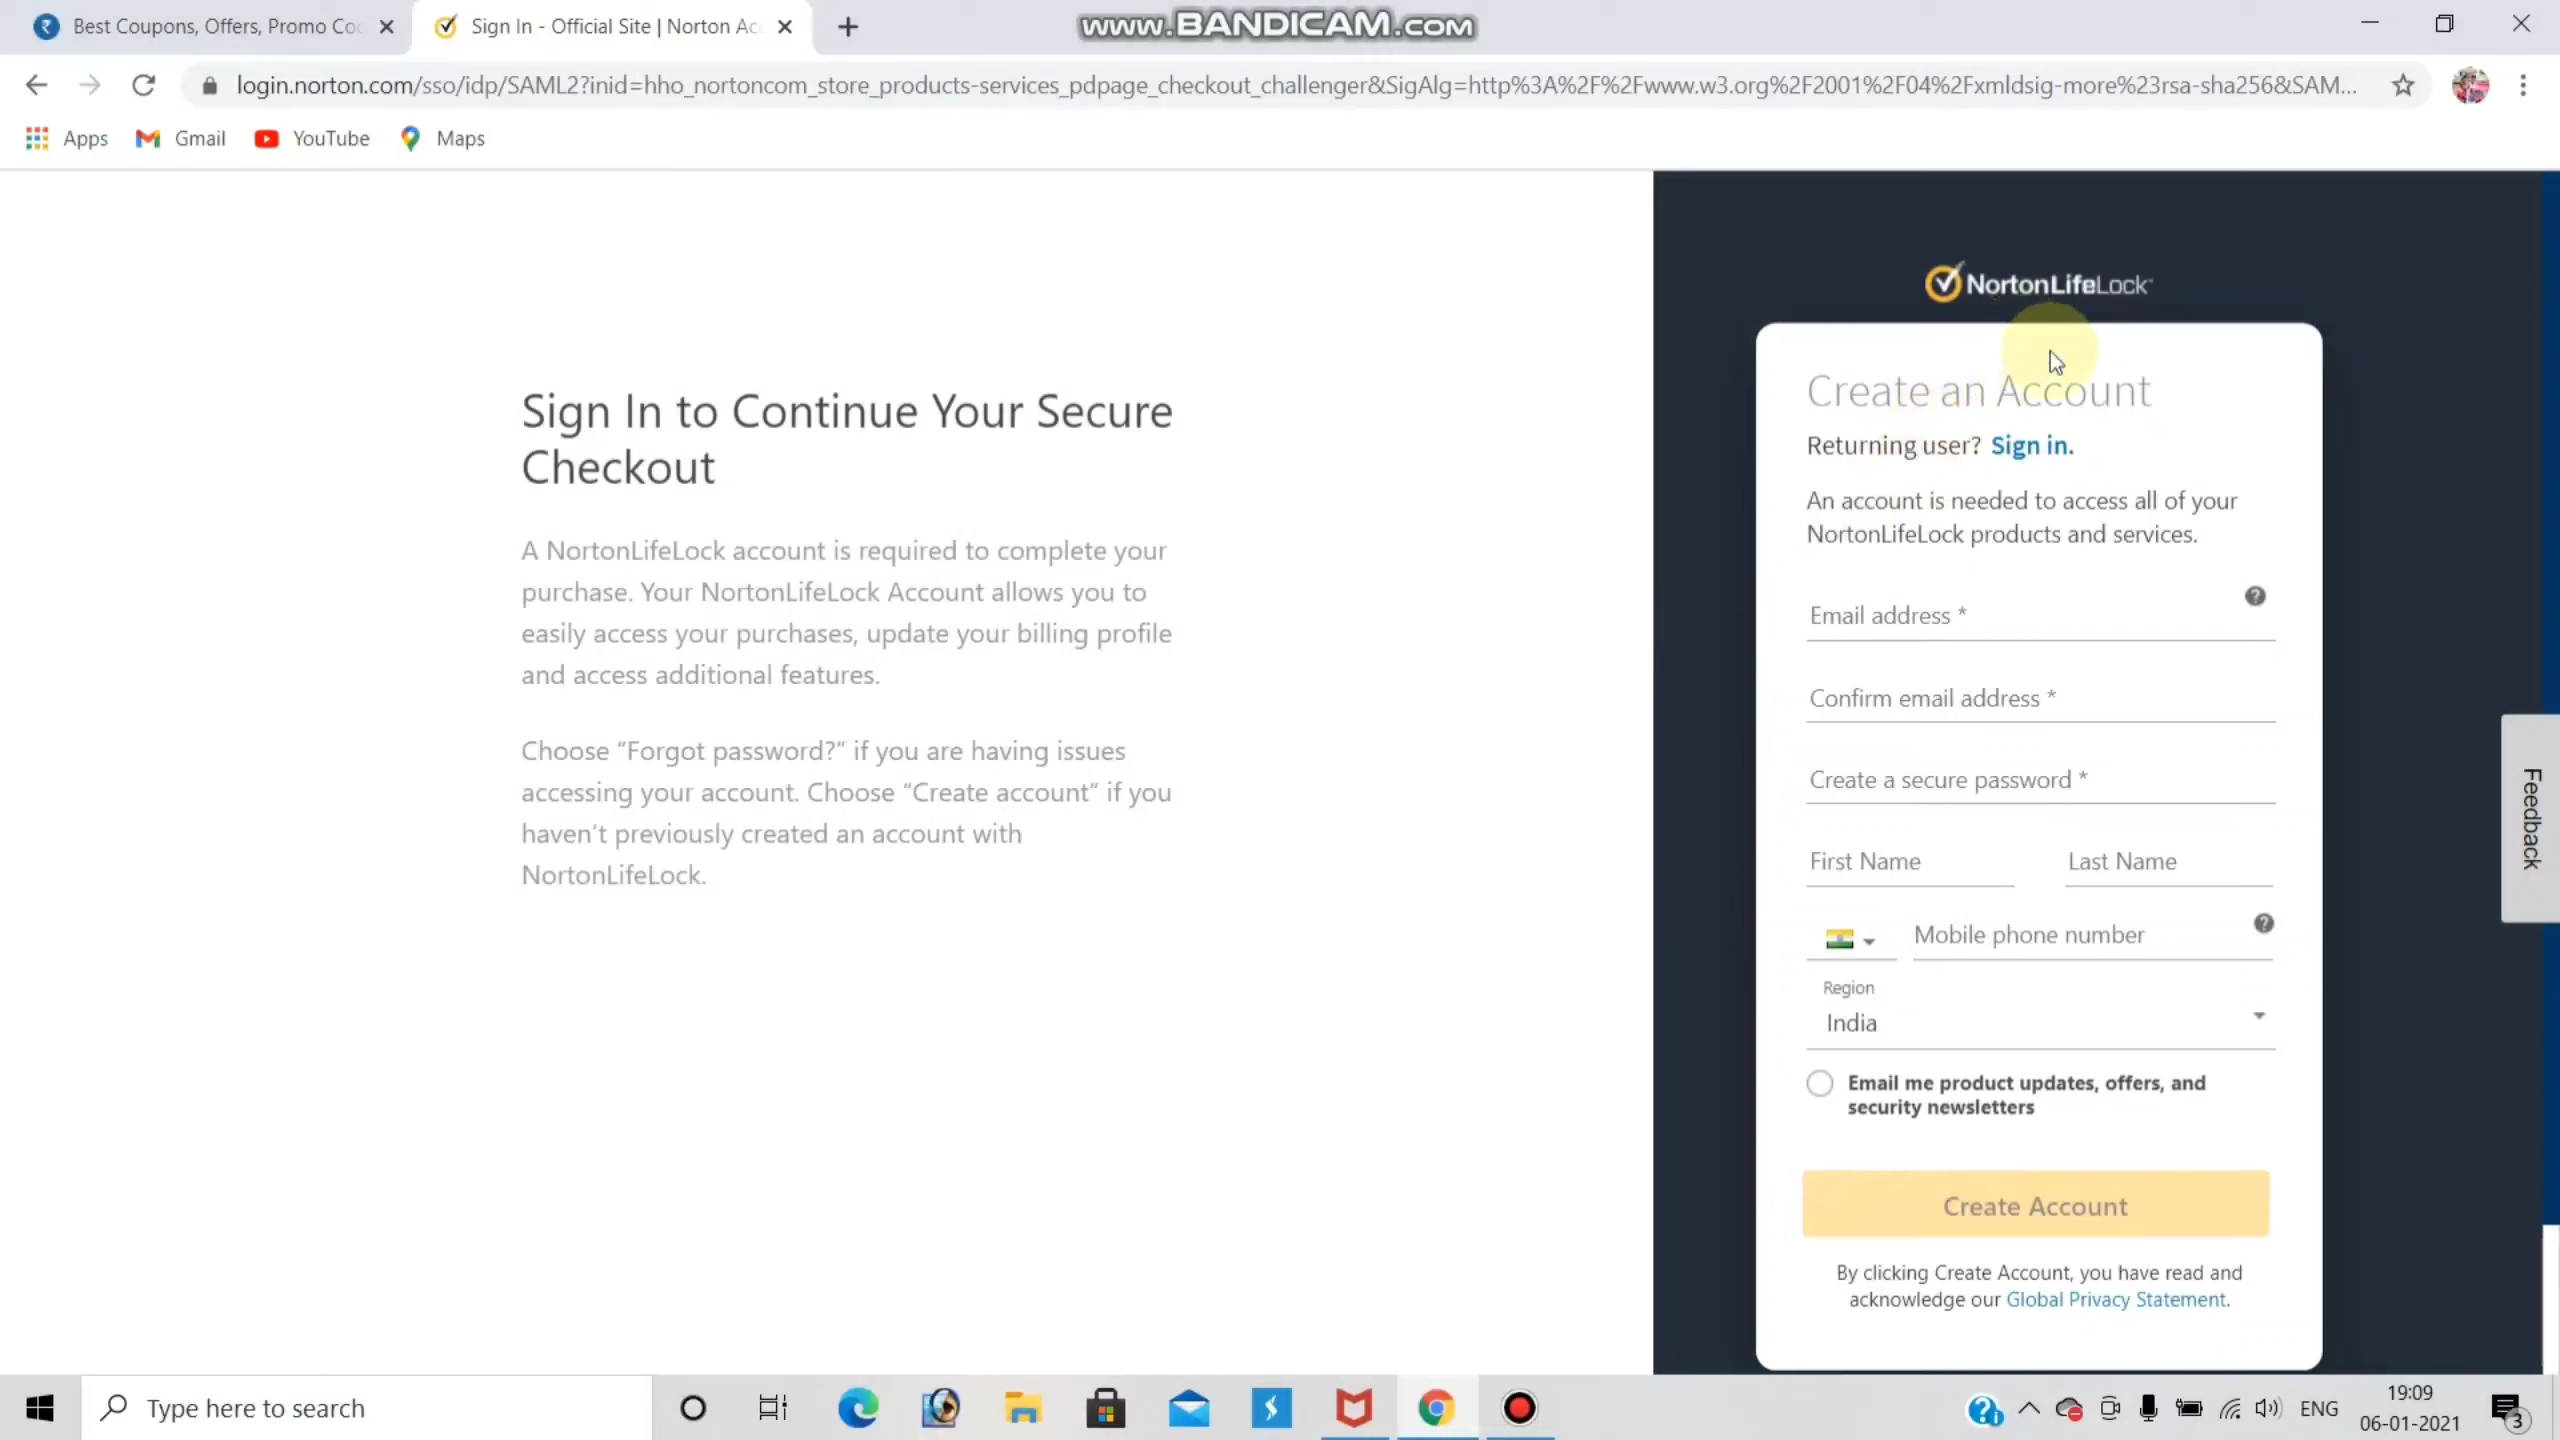 www.BANDICAM.com
Best Coupons, Offers, Promo Co
Sign In - Official Site | Norton Ac
login.norton.com/sso/idp/SAML2?inid=hho_nortoncom_store_products-services_pdpage_checkout_challenger&SigAlg=http%3A%2F%2Fwww.w3.org%2F2001%2F04%2Fxmldsig-more%23rsa-sha256&SAM...
Apps Gmail YouTube Maps
Sign In to Continue Your Secure
Checkout
A NortonLifeLock account is required to complete your
purchase. Your NortonLifeLock Account allows you to
easily access your purchases, update your billing profile
and access additional features.
Choose “Forgot password?” if you are having issues
accessing your account. Choose “Create account” if you
haven’t previously created an account with
NortonLifeLock.
NortonLifeLock
Create an Account
Returning user? Sign in.
An account is needed to access all of your
NortonLifeLock products and services.
Email address *
Confirm email address *
Create a secure password *
First Name Last Name
Mobile phone number
Region
India
Email me product updates, offers, and
security newsletters
Create Account
By clicking Create Account, you have read and
acknowledge our Global Privacy Statement.
Feedback
Type here to search
ENG
19:09
06-01-2021
3